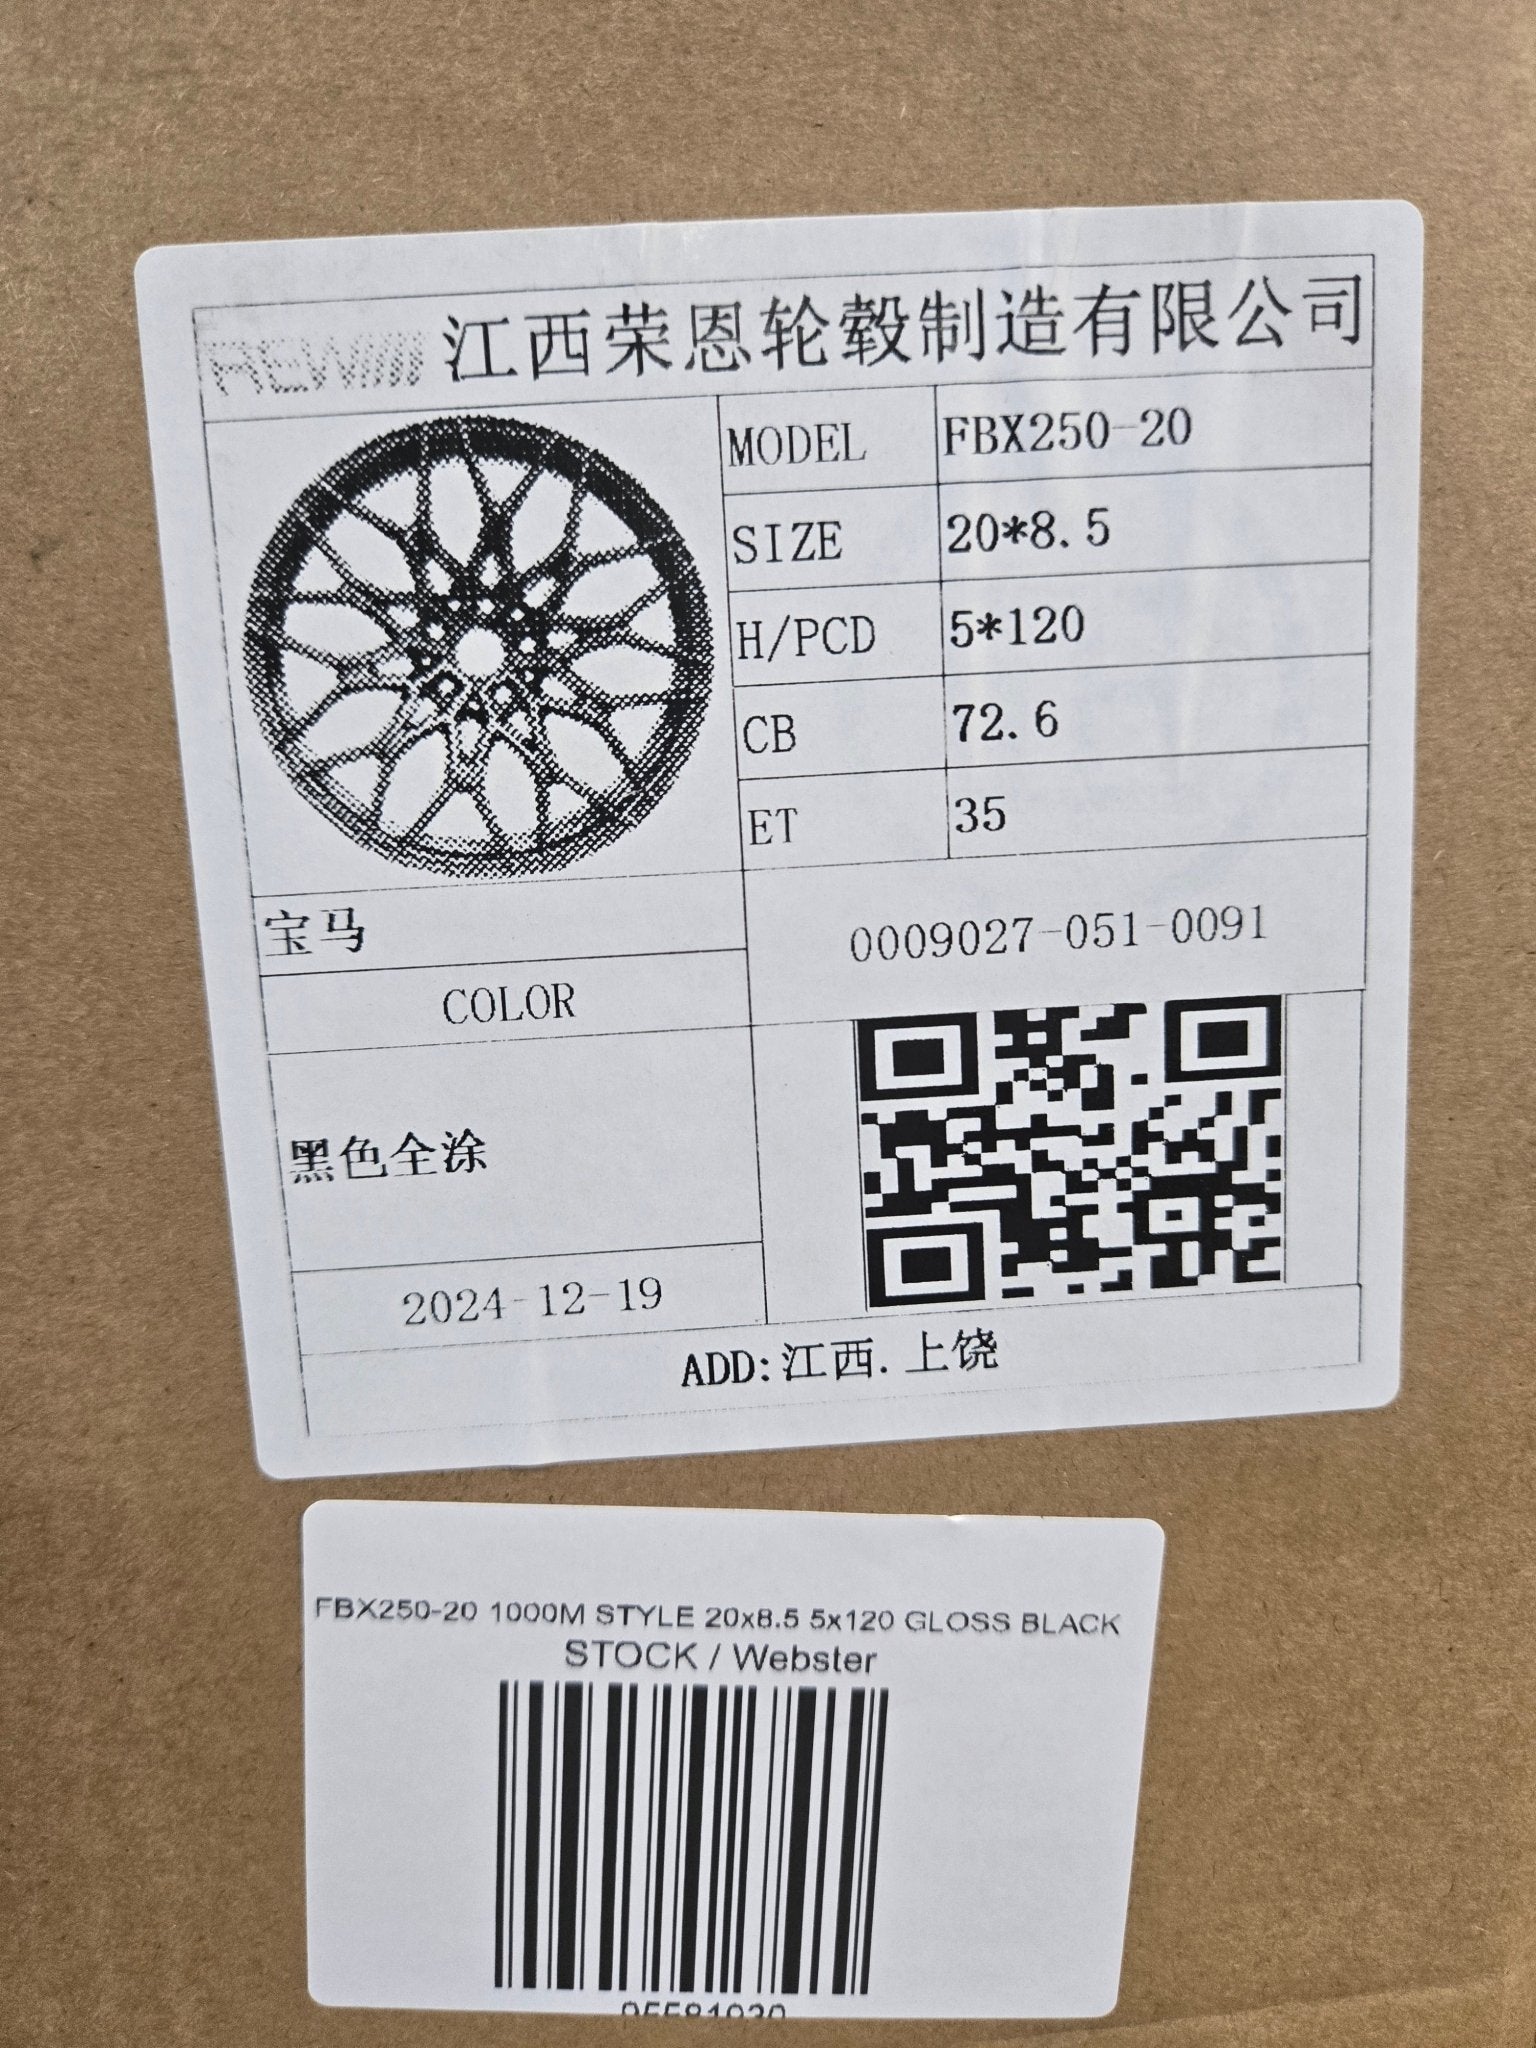 江西荣恩轮毂制造有限公司
MODEL FBX250-20
SIZE 20*8.5
H/PCD 5*120
CB 72.6
ET 35
宝马
0009027-051-0091
COLOR
黑色全涂
2024-12-19
ADD:江西.上饶
FBX250-20 1000M STYLE 20x8.5 5x120 GLOSS BLACK
STOCK / Webster